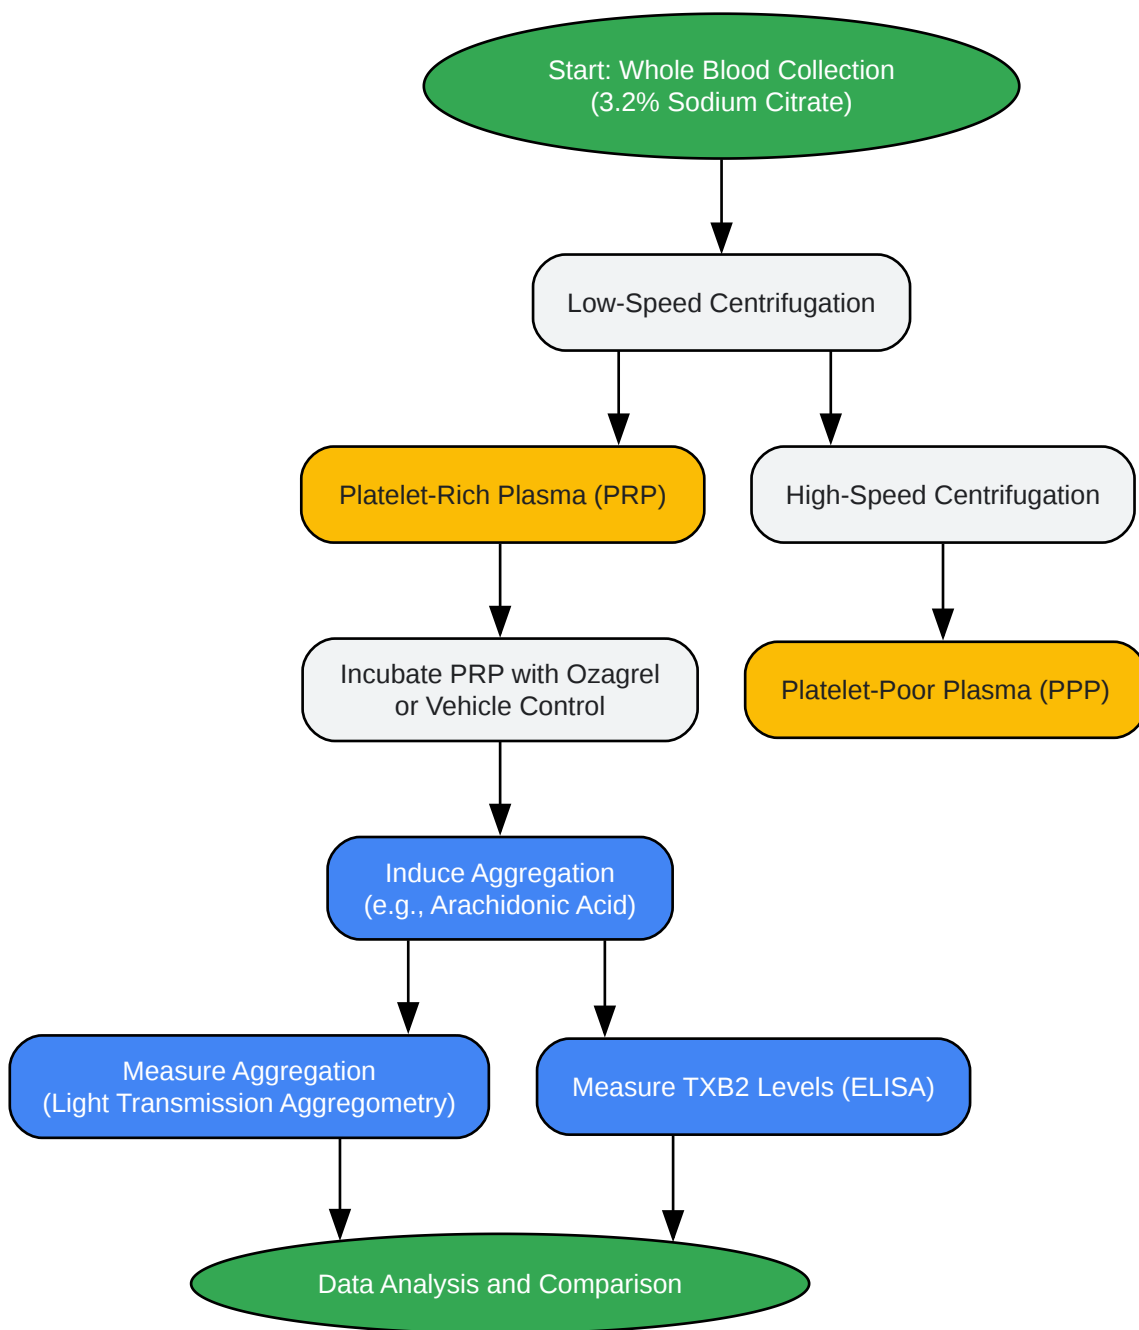 Start: Whole Blood Collection
(3.2% Sodium Citrate)
Low-Speed Centrifugation
Platelet-Rich Plasma (PRP)
High-Speed Centrifugation
Incubate PRP with Ozagrel
or Vehicle Control
Platelet-Poor Plasma (PPP)
Induce Aggregation
(e.g., Arachidonic Acid)
Measure Aggregation
(Light Transmission Aggregometry)
Measure TXB2 Levels (ELISA)
Data Analysis and Comparison